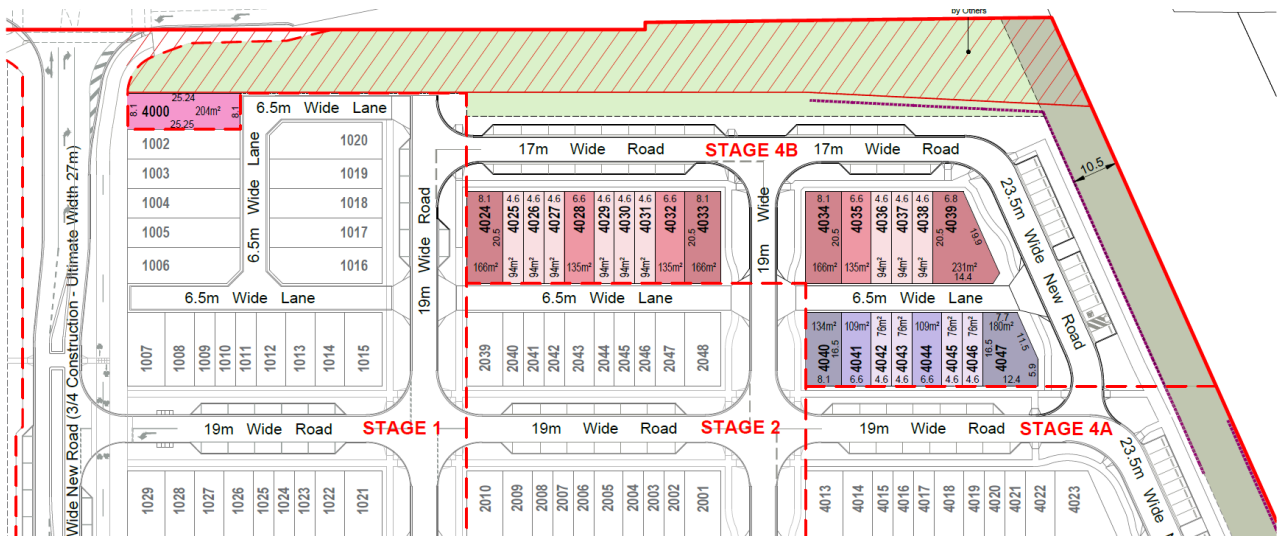 by Others
25.24
8.1 4000 204m² 8.1
25.25
6.5m Wide Lane
6.5m Wide Lane
1002
1003
1004
1005
1006
1020
1019
1018
1017
1016
6.5m Wide Lane
Wide New Road (3/4 Construction - Ultimate Width 27m)
19m Wide Road
17m Wide Road
STAGE 4B
17m Wide Road
23.5m Wide New Road
10.5
8.1 4.6 4.6 4.6 6.6 4.6 4.6 4.6 6.6 8.1
4024 4025 4026 4027 4028 4029 4030 4031 4032 4033
20.5 20.5
166m² 94m² 94m² 94m² 135m² 94m² 94m² 94m² 135m² 166m²
19m Wide
8.1 6.6 4.6 4.6 4.6 6.8
4034 4035 4036 4037 4038 4039
20.5 20.5 19.9
166m² 135m² 94m² 94m² 94m² 231m²
14.4
6.5m Wide Lane
6.5m Wide Lane
7.7
134m² 109m² 76m² 76m² 109m² 76m² 76m² 180m²
4040 4041 4042 4043 4044 4045 4046 4047
16.5 16.5 11.5 5.9
8.1 6.6 4.6 4.6 6.6 4.6 4.6 12.4
1007 1008 1009 1010 1011 1012 1013 1014 1015
2039 2040 2041 2042 2043 2044 2045 2046 2047 2048
19m Wide Road
STAGE 1
19m Wide Road
STAGE 2
19m Wide Road
STAGE 4A
23.5m Wide
1029 1028 1027 1026 1025 1024 1023 1022 1021
2010 2009 2008 2007 2006 2005 2004 2003 2002 2001
4013 4014 4015 4016 4017 4018 4019 4020 4021 4022 4023